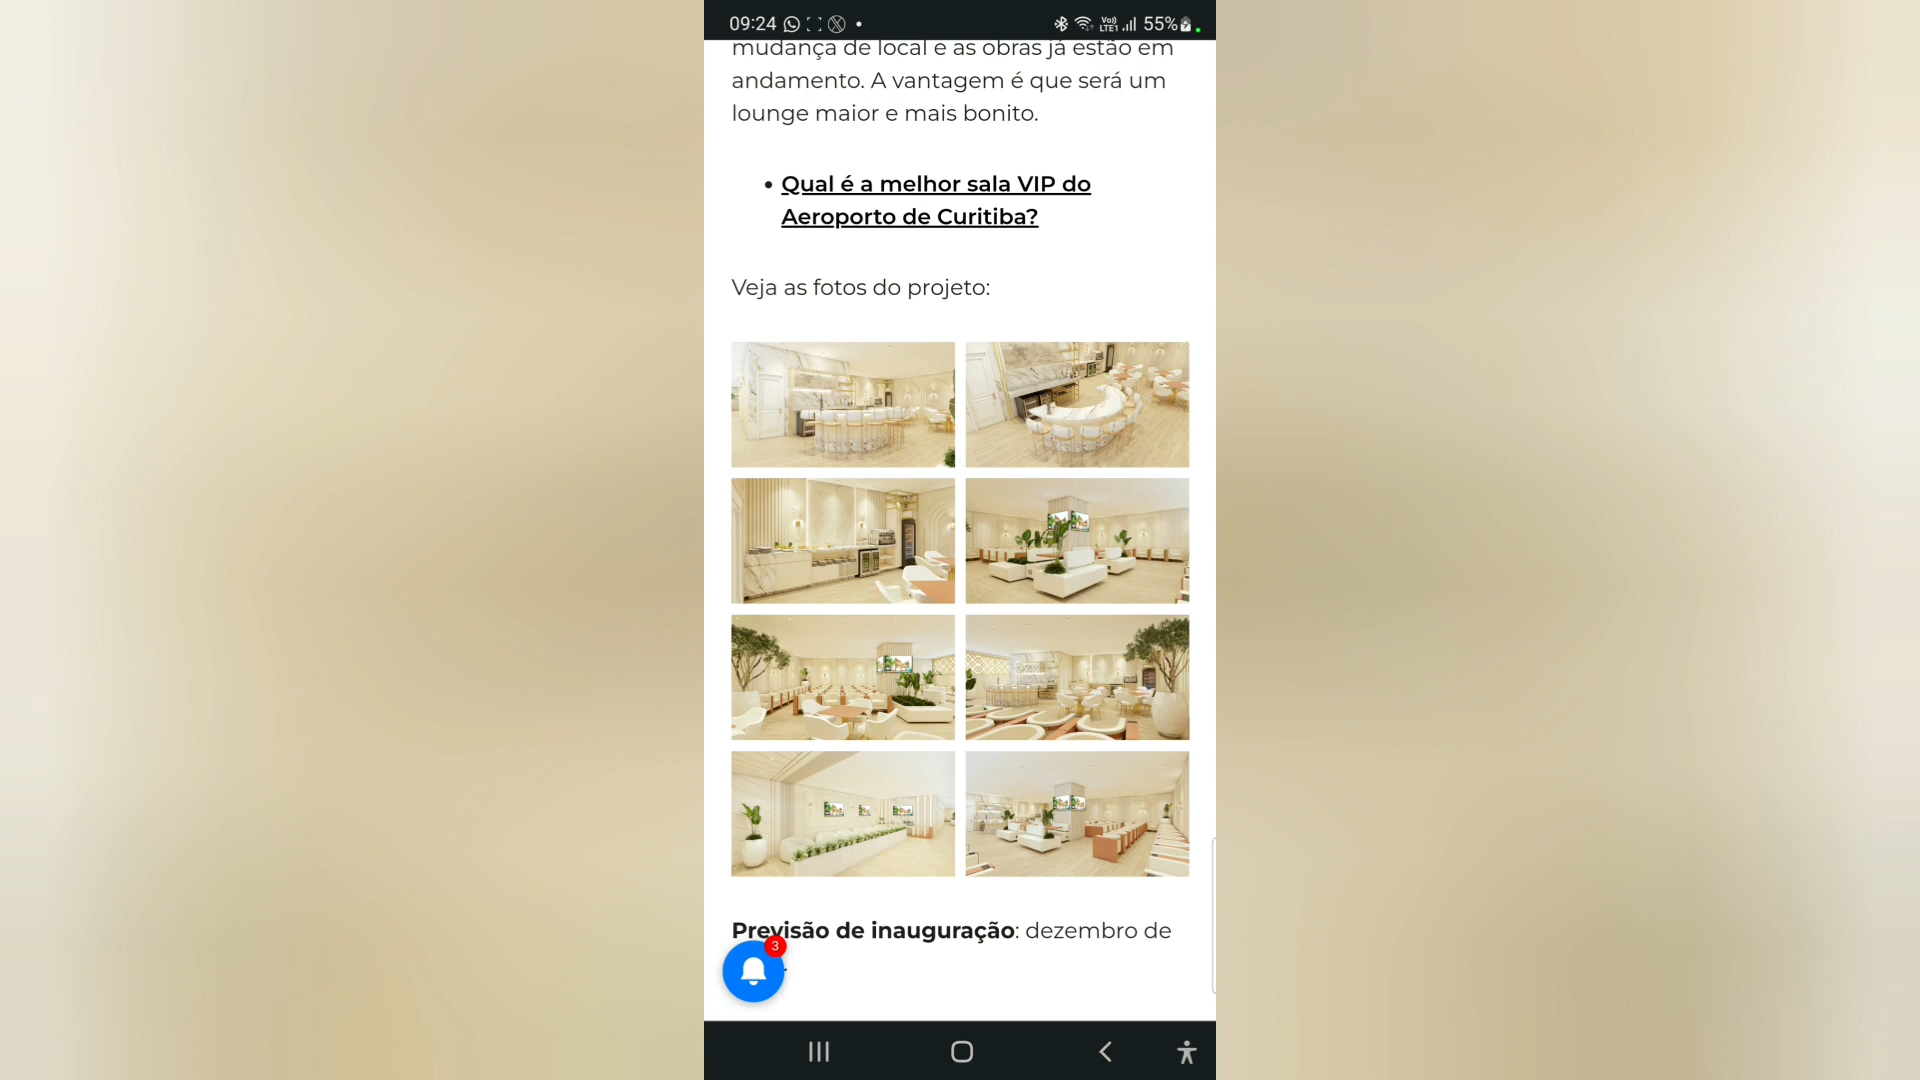 09:24 55%
Vo))
LTE1
mudança de local e as obras já estão em
andamento. A vantagem é que será um
lounge maior e mais bonito.
• Qual é a melhor sala VIP do
Aeroporto de Curitiba?
Veja as fotos do projeto:
Previsão de inauguração: dezembro de
3